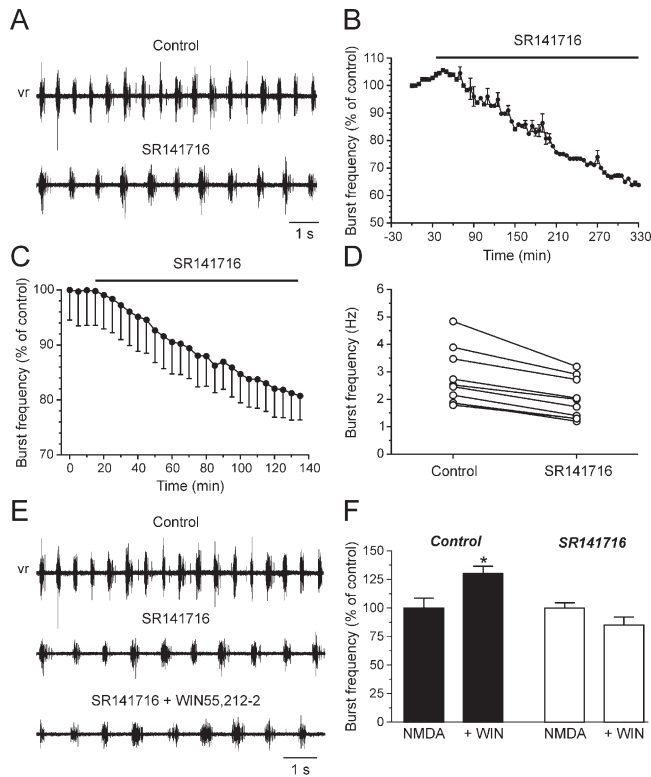 A
Control
vr
SR141716
1 s
B
SR141716
Burst frequency (% of control)
110
100
90
80
70
60
50
-30
30
90
150
210
270
330
Time (min)
C
SR141716
Burst frequency (% of control)
100
90
80
70
0
20
40
60
80
100
120
140
Time (min)
D
Burst frequency (Hz)
6
5
4
3
2
1
0
Control
SR141716
E
Control
vr
SR141716
SR141716 + WIN55,212-2
1 s
F
Control
SR141716
Burst frequency (% of control)
150
125
100
75
50
25
0
*
NMDA
+ WIN
NMDA
+ WIN